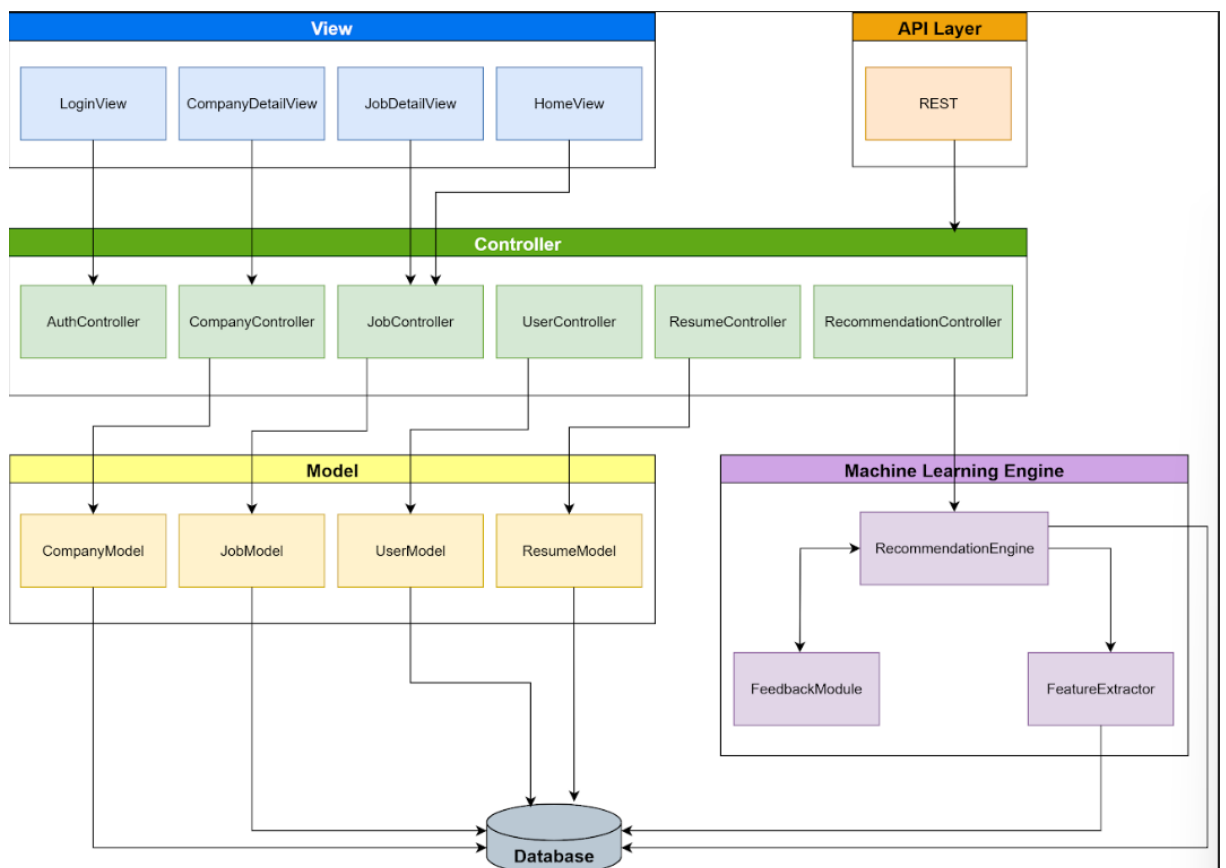 View
API Layer
LoginView
CompanyDetailView
JobDetailView
HomeView
REST
Controller
AuthController
CompanyController
JobController
UserController
ResumeController
RecommendationController
Model
Machine Learning Engine
CompanyModel
JobModel
UserModel
ResumeModel
RecommendationEngine
FeedbackModule
FeatureExtractor
Database